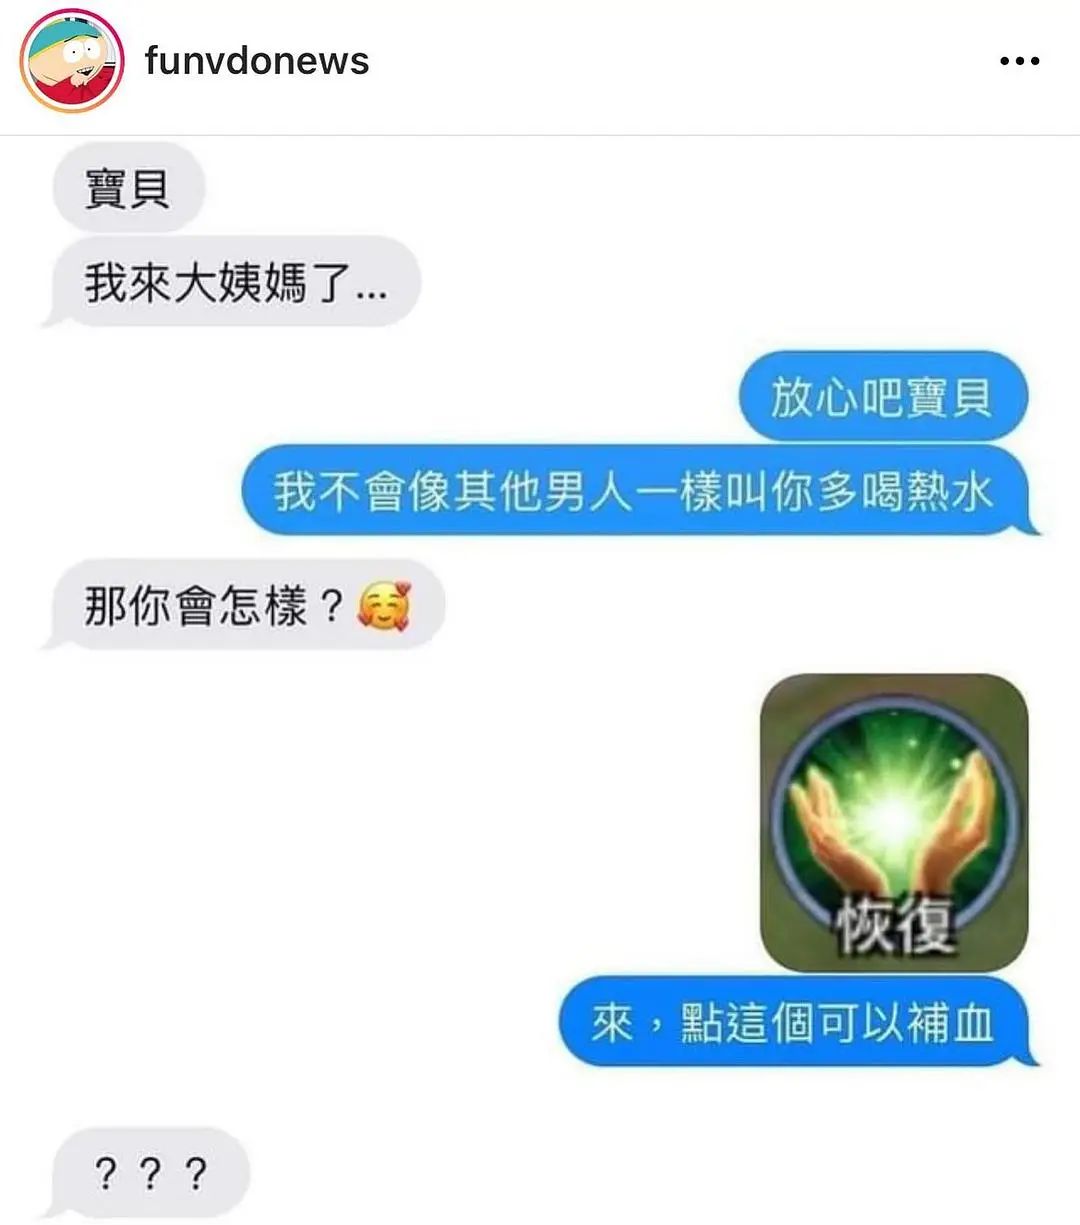 funvdonews
寶貝
我來大姨媽了...
放心吧寶貝
我不會像其他男人一樣叫你多喝熱水
那你會怎樣？🥰
恢復
來，點這個可以補血
？？？